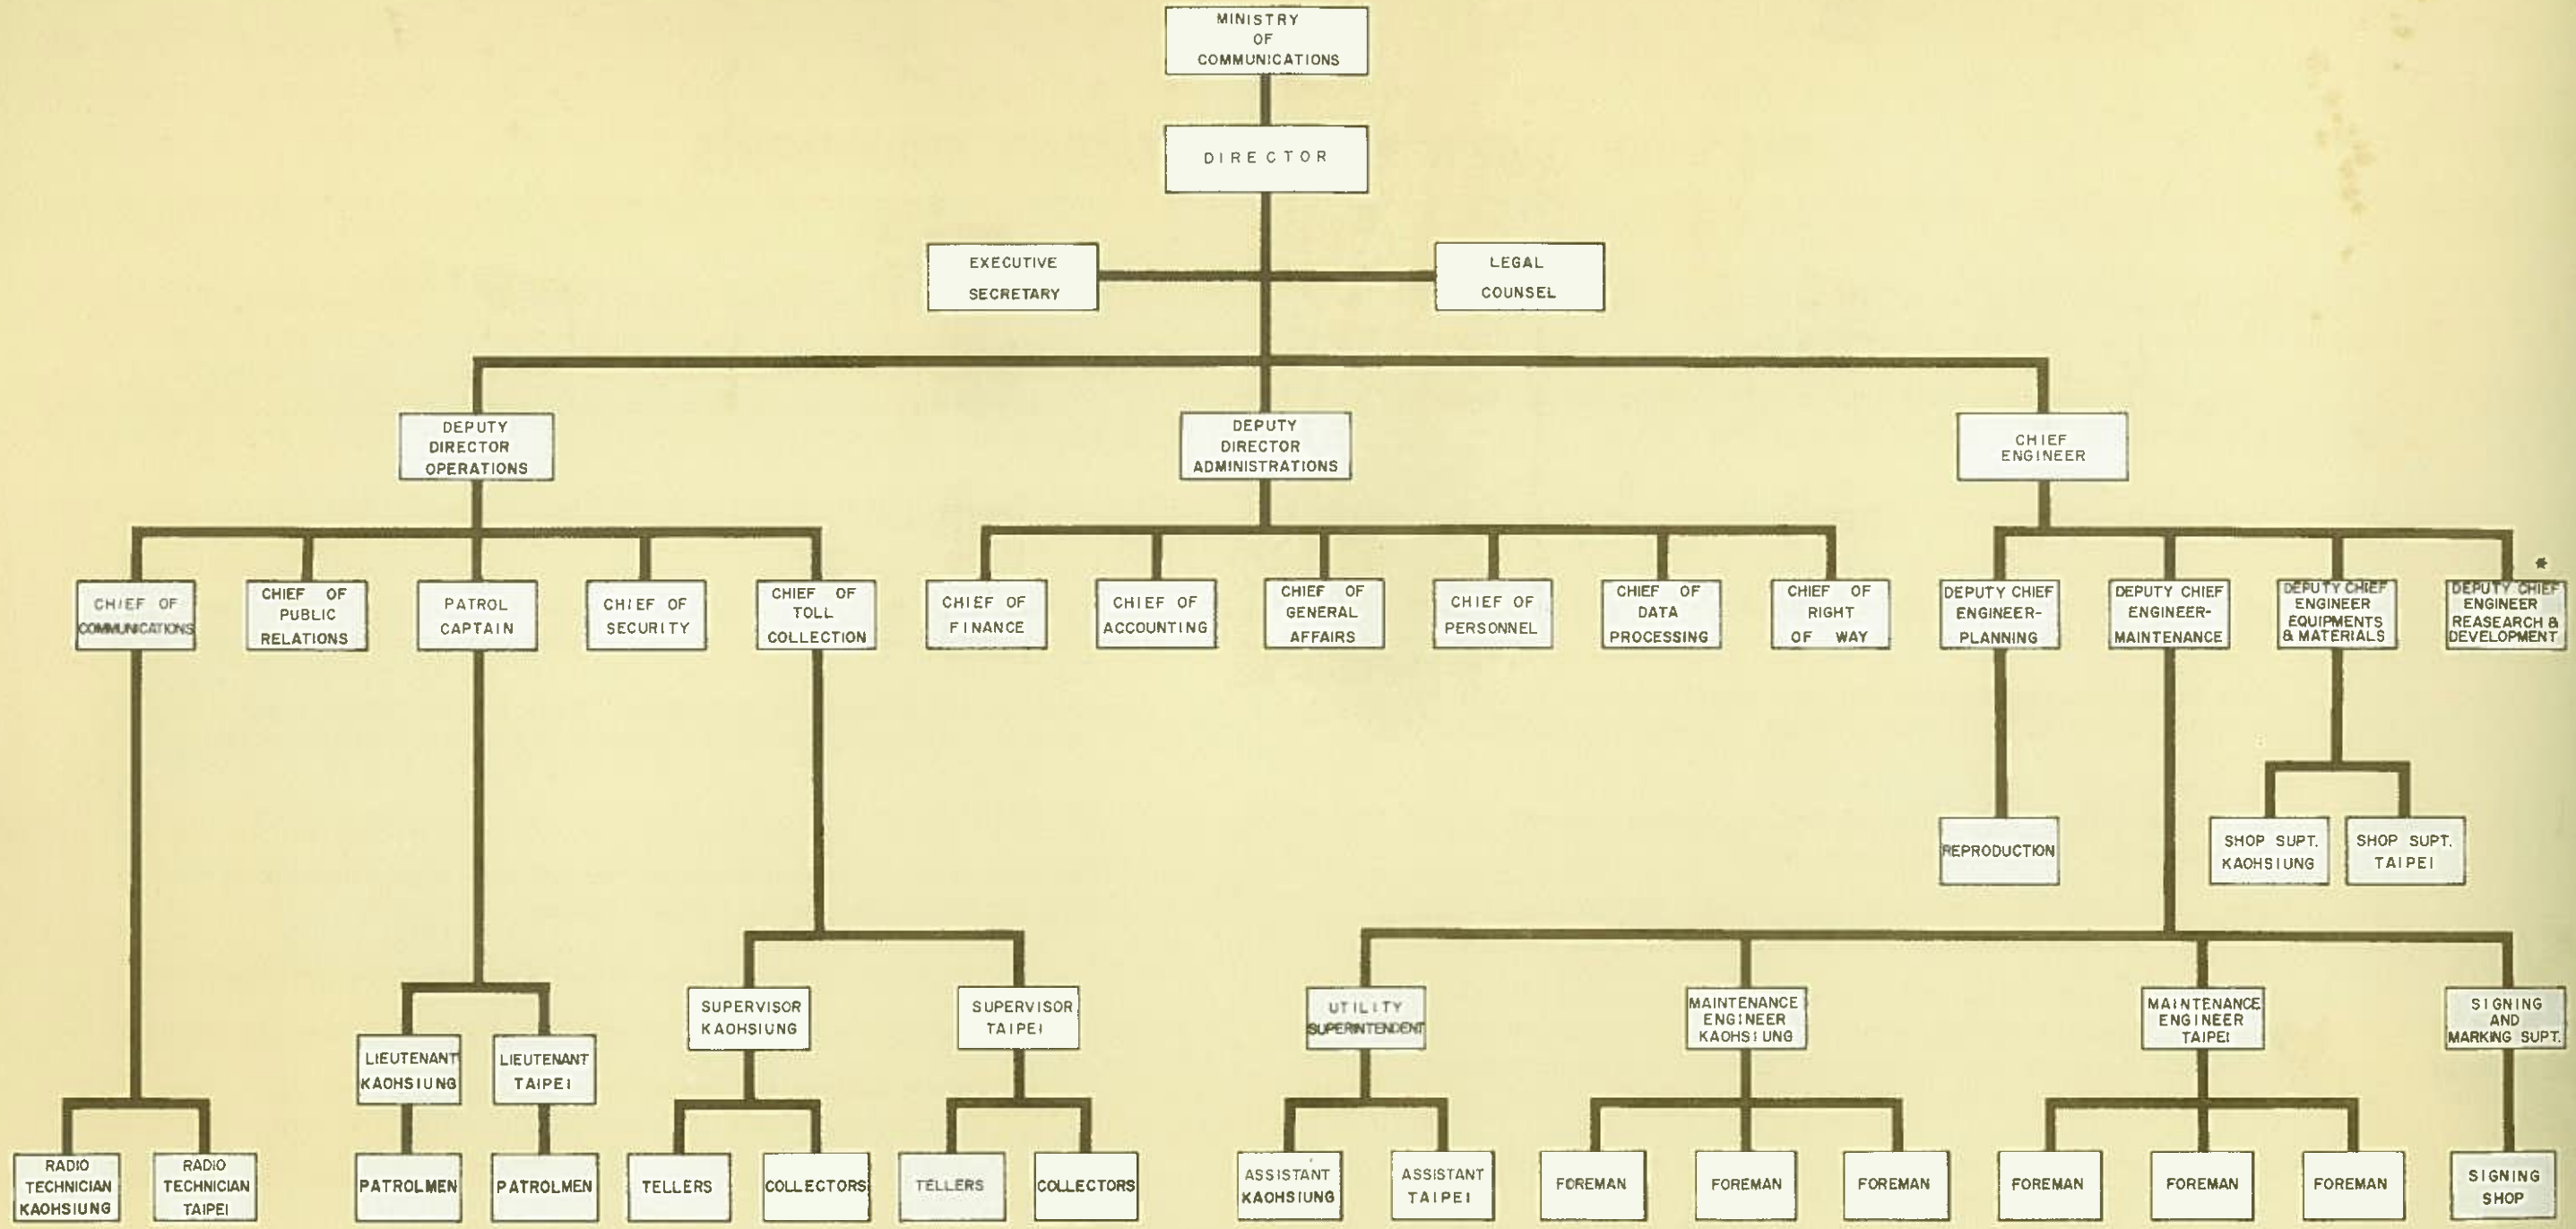 MINISTRY
OF
COMMUNICATIONS
DIRECTOR
EXECUTIVE
SECRETARY
LEGAL
COUNSEL
DEPUTY
DIRECTOR
OPERATIONS
DEPUTY
DIRECTOR
ADMINISTRATIONS
CHIEF
ENGINEER
CHIEF OF
COMMUNICATIONS
CHIEF OF
PUBLIC
RELATIONS
PATROL
CAPTAIN
CHIEF OF
SECURITY
CHIEF OF
TOLL
COLLECTION
CHIEF OF
FINANCE
CHIEF OF
ACCOUNTING
CHIEF OF
GENERAL
AFFAIRS
CHIEF OF
PERSONNEL
CHIEF OF
DATA
PROCESSING
CHIEF OF
RIGHT
OF WAY
DEPUTY CHIEF
ENGINEER-
PLANNING
DEPUTY CHIEF
ENGINEER-
MAINTENANCE
DEPUTY CHIEF
ENGINEER
EQUIPMENTS
& MATERIALS
*
DEPUTY CHIEF
ENGINEER
REASEARCH &
DEVELOPMENT
REPRODUCTION
SHOP SUPT.
KAOHSIUNG
SHOP SUPT.
TAIPEI
SUPERVISOR
KAOHSIUNG
SUPERVISOR
TAIPEI
UTILITY
SUPERINTENDENT
MAINTENANCE
ENGINEER
KAOHSIUNG
MAINTENANCE
ENGINEER
TAIPEI
SIGNING
AND
MARKING SUPT.
LIEUTENANT
KAOHSIUNG
LIEUTENANT
TAIPEI
RADIO
TECHNICIAN
KAOHSIUNG
RADIO
TECHNICIAN
TAIPEI
PATROLMEN
PATROLMEN
TELLERS
COLLECTORS
TELLERS
COLLECTORS
ASSISTANT
KAOHSIUNG
ASSISTANT
TAIPEI
FOREMAN
FOREMAN
FOREMAN
FOREMAN
FOREMAN
FOREMAN
SIGNING
SHOP